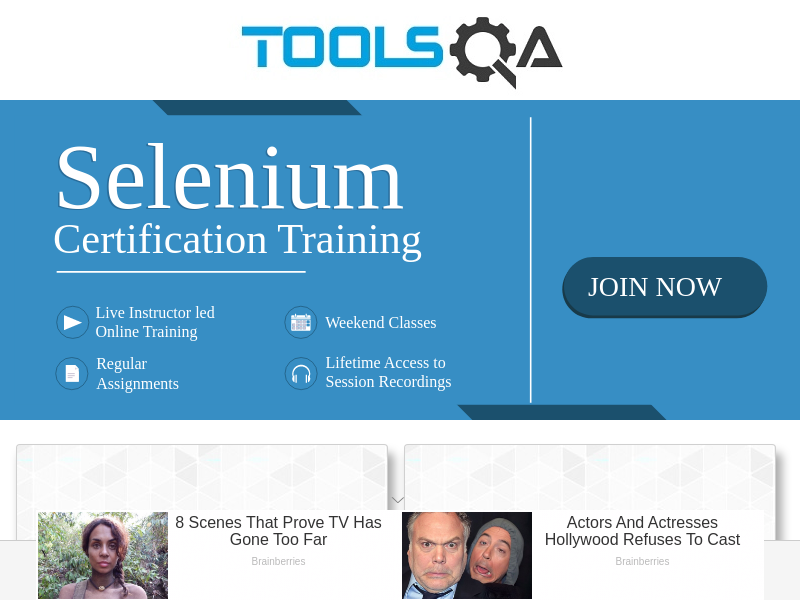 TOOLSQA
Selenium
Certification Training
JOIN NOW
Live Instructor led
Online Training
Weekend Classes
Regular
Assignments
Lifetime Access to
Session Recordings
8 Scenes That Prove TV Has
Gone Too Far
Brainberries
Actors And Actresses
Hollywood Refuses To Cast
Brainberries